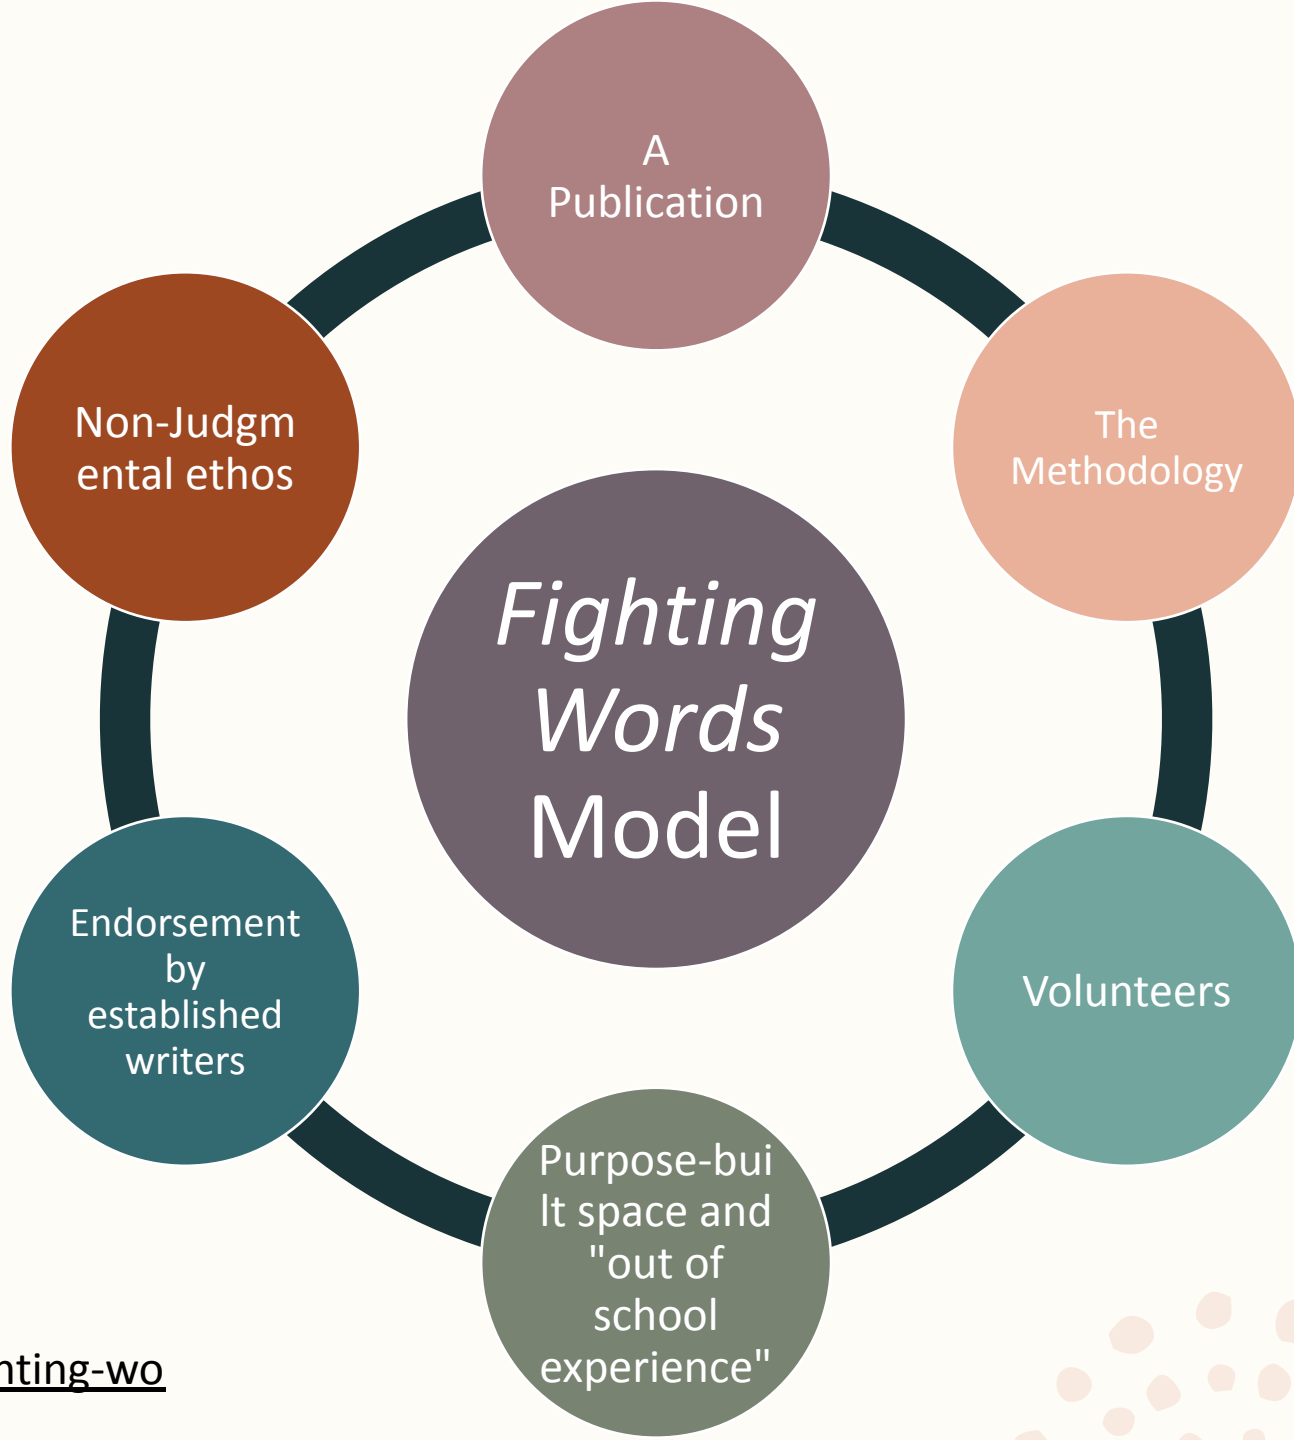 A
Publication
The
Methodology
Volunteers
Purpose-bui
lt space and
"out of
school
experience"
Endorsement
by
established
writers
Non-Judgm
ental ethos
Fighting
Words
Model
hting-wo